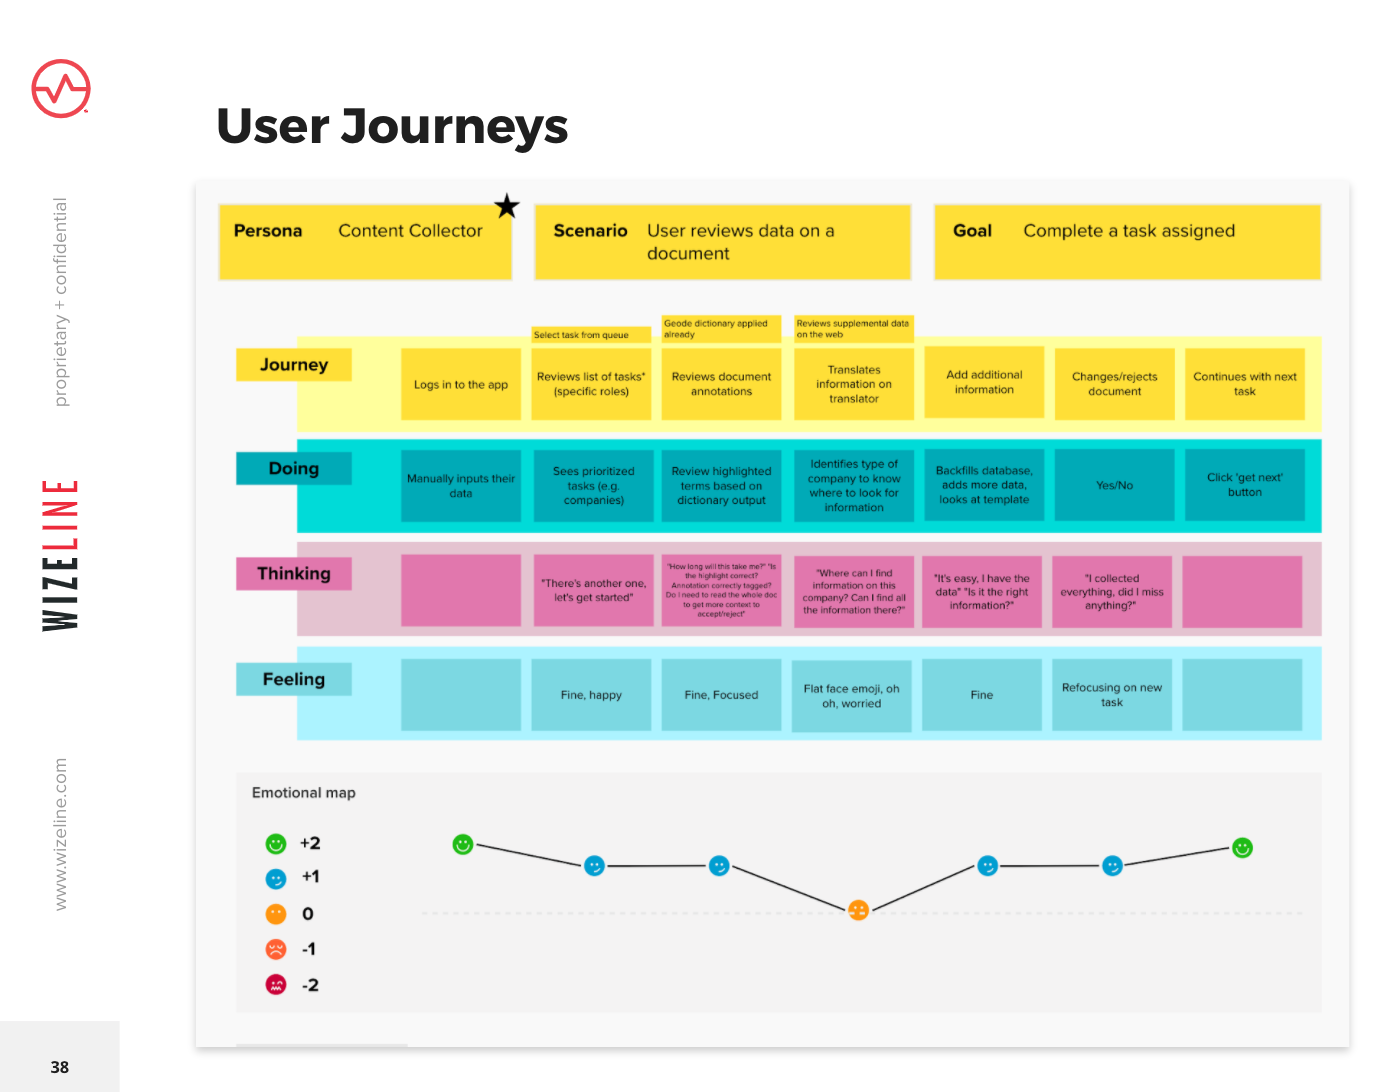 User Journeys
proprietary + confidential
WIZELINE
www.wizeline.com
38
Persona Content Collector
Scenario User reviews data on a
document
Goal Complete a task assigned
Select task from queue
Geode dictionary applied
already
Reviews supplemental data
on the web
Journey
Logs in to the app
Reviews list of tasks*
(specific roles)
Reviews document
annotations
Translates
information on
translator
Add additional
information
Changes/rejects
document
Continues with next
task
Doing
Manually inputs their
data
Sees prioritized
tasks (e.g.
companies)
Review highlighted
terms based on
dictionary output
Identifies type of
company to know
where to look for
information
Backfills database,
adds more data,
looks at template
Yes/No
Click 'get next'
button
Thinking
"There's another one,
let's get started"
"How long will this take me?" "Is
the highlight correct?
Annotation correctly tagged?
Do I need to read the whole doc
to get more context to
accept/reject"
"Where can I find
information on this
company? Can I find all
the information there?"
"It's easy, I have the
data" "Is it the right
information?"
"I collected
everything, did I miss
anything?"
Feeling
Fine, happy
Fine, Focused
Flat face emoji, oh
oh, worried
Fine
Refocusing on new
task
Emotional map
+2
+1
0
-1
-2